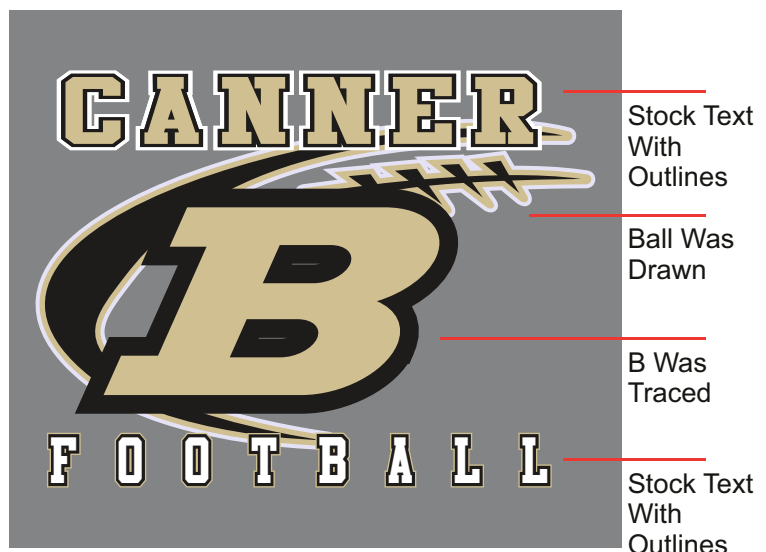 CANNER
Stock Text
With
Outlines
Ball Was
Drawn
B
B Was
Traced
FOOTBALL
Stock Text
With
Outlines